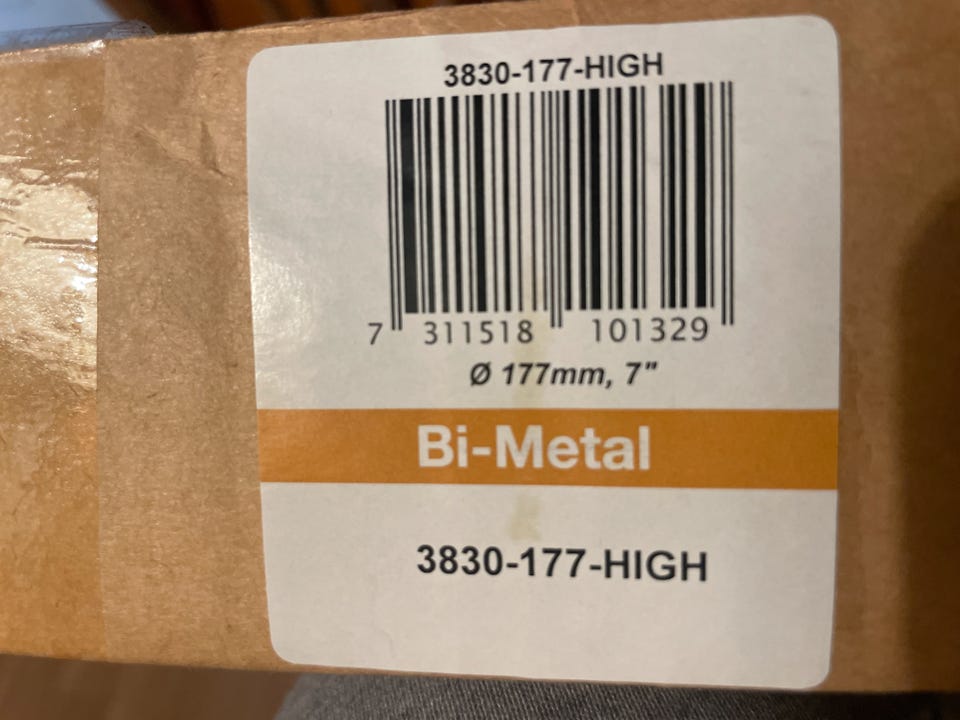 3830-177-HIGH
7 311518 101329
Ø 177mm, 7"
Bi-Metal
3830-177-HIGH